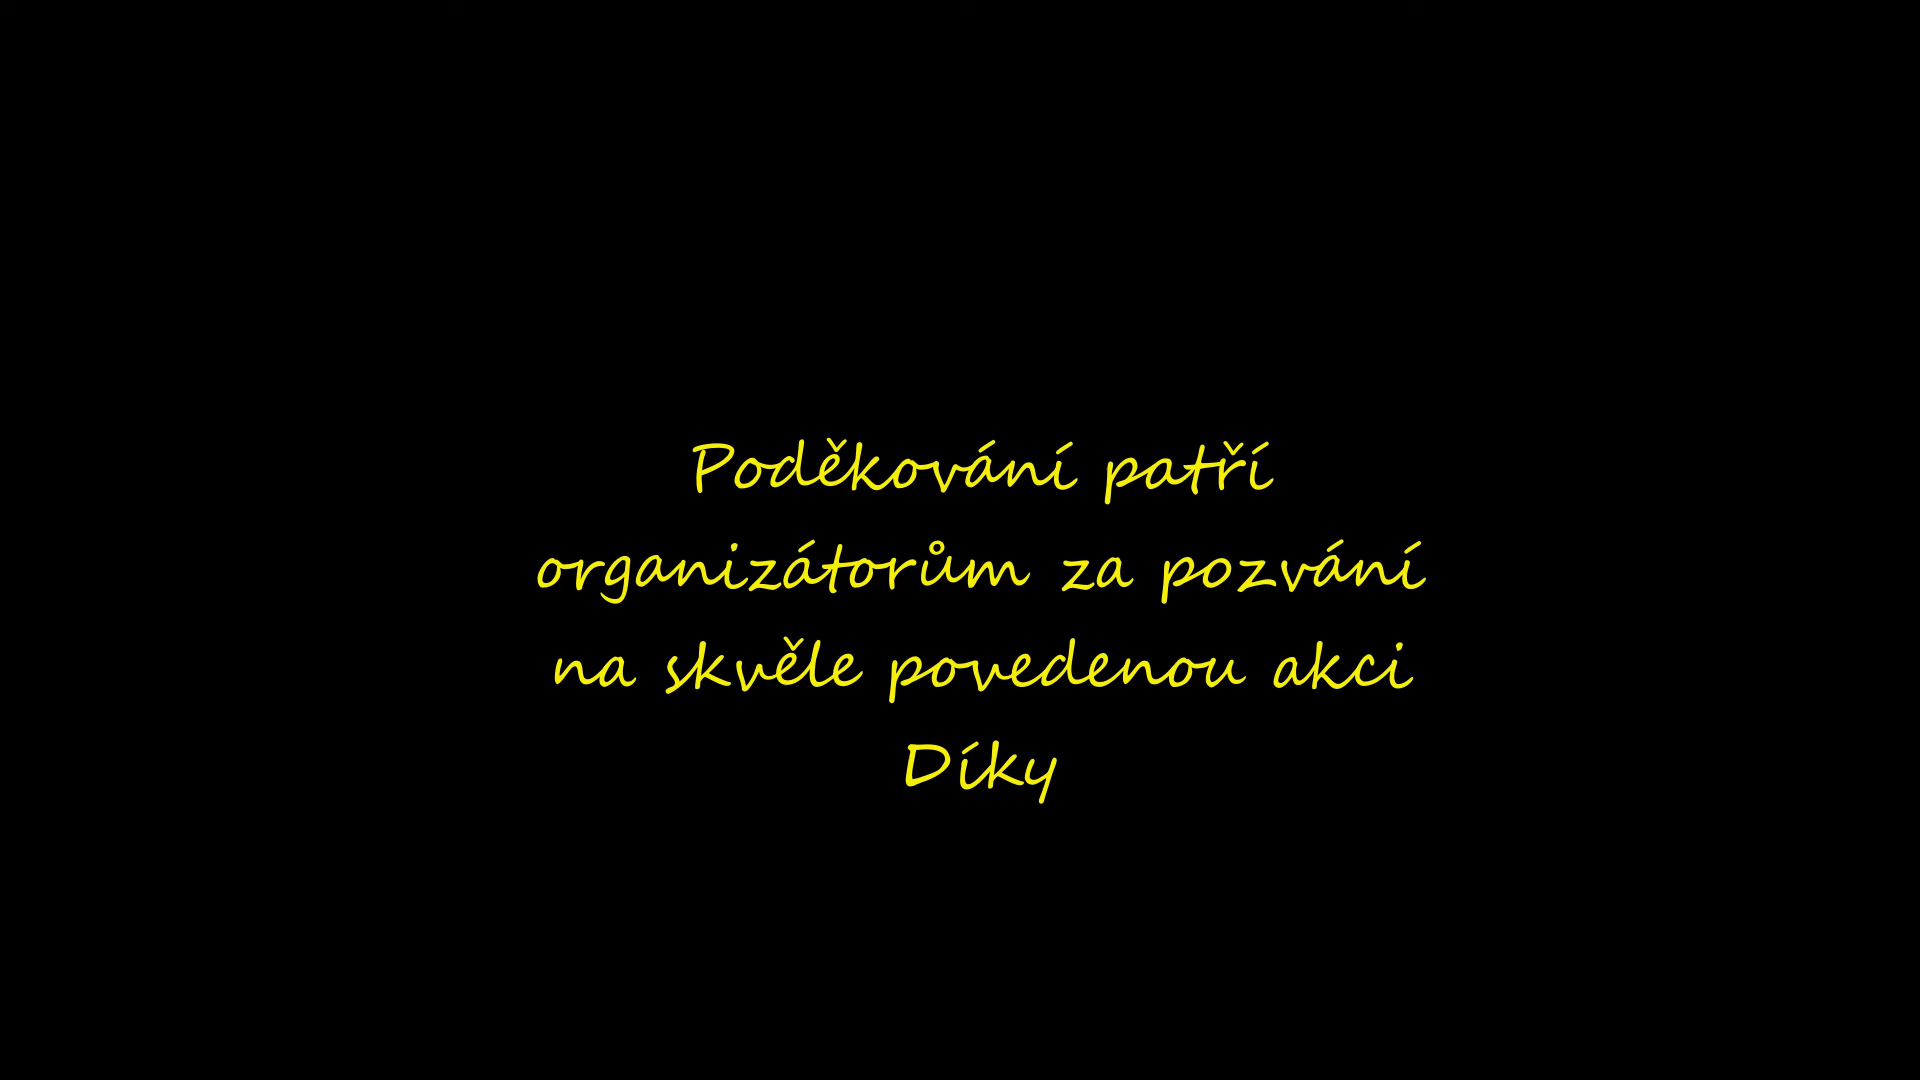 Poděkování patří
organizátorům za pozvání
na skvěle povedenou akci
Díky